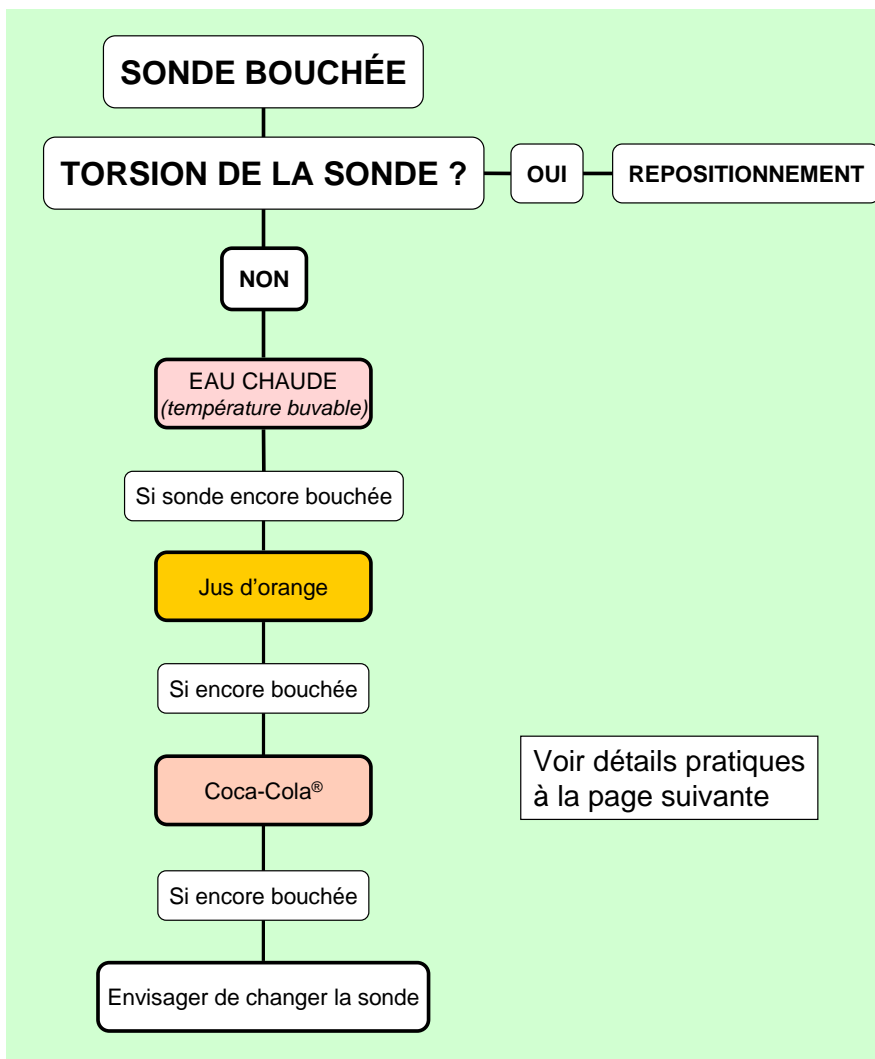 SONDE BOUCHÉE
TORSION DE LA SONDE ?
OUI
REPOSITIONNEMENT
NON
EAU CHAUDE
(température buvable)
Si sonde encore bouchée
Jus d’orange
Si encore bouchée
Coca-Cola®
Voir détails pratiques
à la page suivante
Si encore bouchée
Envisager de changer la sonde